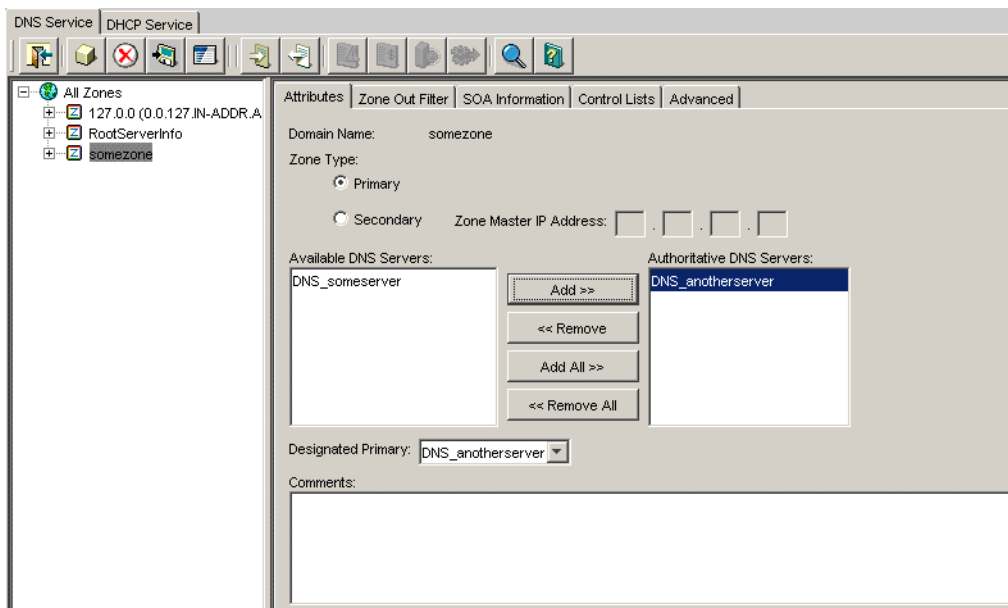 DNS Service DHCP Service
All Zones
127.0.0 (0.0.127.IN-ADDR.A
RootServerInfo
somezone
Attributes Zone Out Filter SOA Information Control Lists Advanced
Domain Name: somezone
Zone Type:
Primary
Secondary Zone Master IP Address: . . .
Available DNS Servers: Authoritative DNS Servers:
DNS_someserver Add >> DNS_anotherserver
<< Remove
Add All >>
<< Remove All
Designated Primary: DNS_anotherserver
Comments: